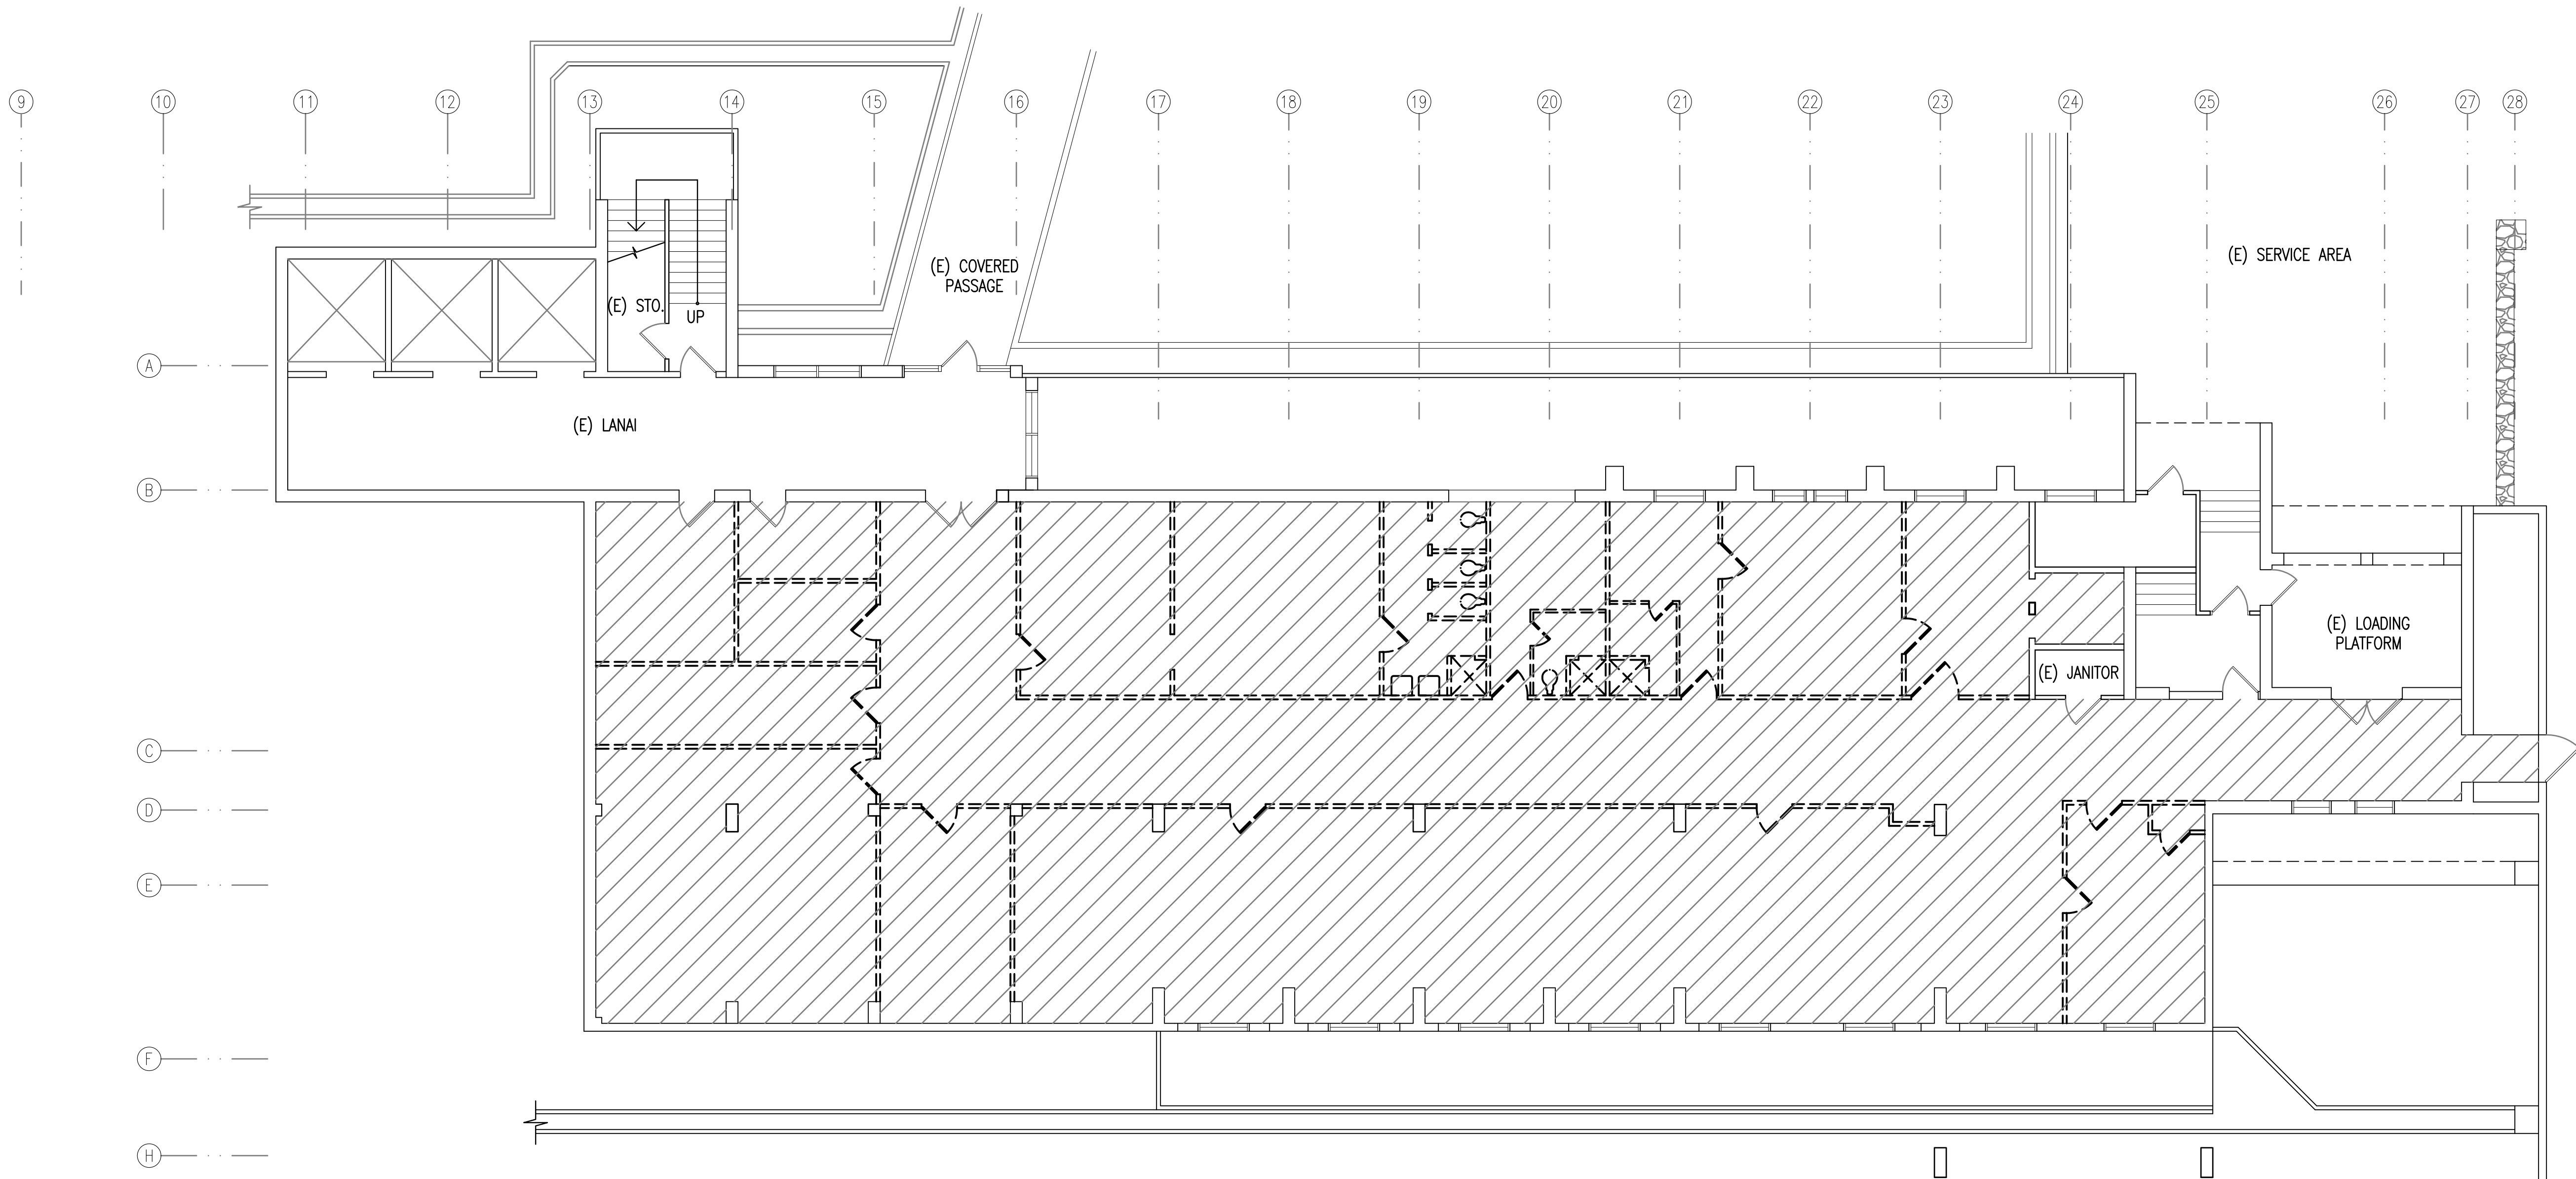 9
10
11
12
13
14
15
16
17
18
19
20
21
22
23
24
25
26
27
28
(E) SERVICE AREA
(E) COVERED
PASSAGE
(E) STO.
UP
A
(E) LANAI
B
(E) LOADING
PLATFORM
(E) JANITOR
C
D
E
F
H